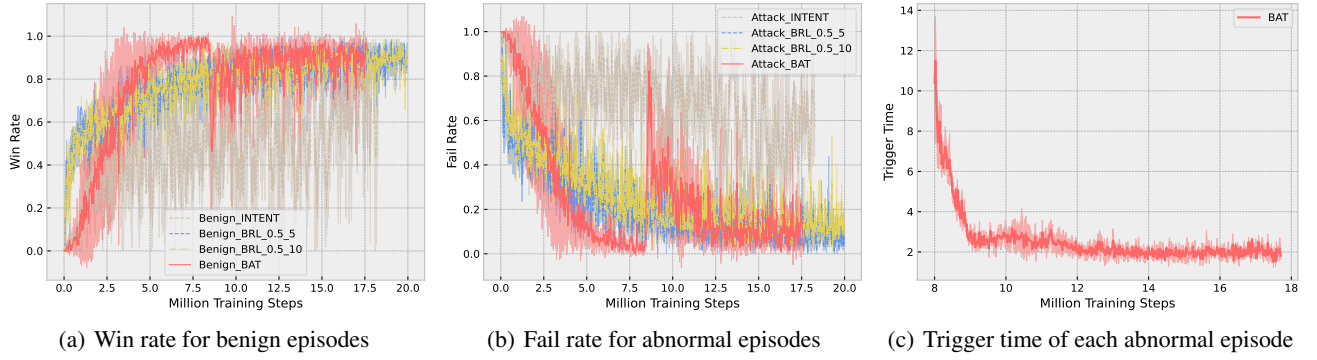 1.0
0.8
0.6
0.4
0.2
0.0
Win Rate
Benign_INTENT
Benign_BRL_0.5_5
Benign_BRL_0.5_10
Benign_BAT
0.0 2.5 5.0 7.5 10.0 12.5 15.0 17.5 20.0
Million Training Steps
(a) Win rate for benign episodes
1.0
0.8
0.6
0.4
0.2
0.0
Fail Rate
Attack_INTENT
Attack_BRL_0.5_5
Attack_BRL_0.5_10
Attack_BAT
0.0 2.5 5.0 7.5 10.0 12.5 15.0 17.5 20.0
Million Training Steps
(b) Fail rate for abnormal episodes
14
12
10
8
6
4
2
Trigger Time
BAT
8 10 12 14 16 18
Million Training Steps
(c) Trigger time of each abnormal episode